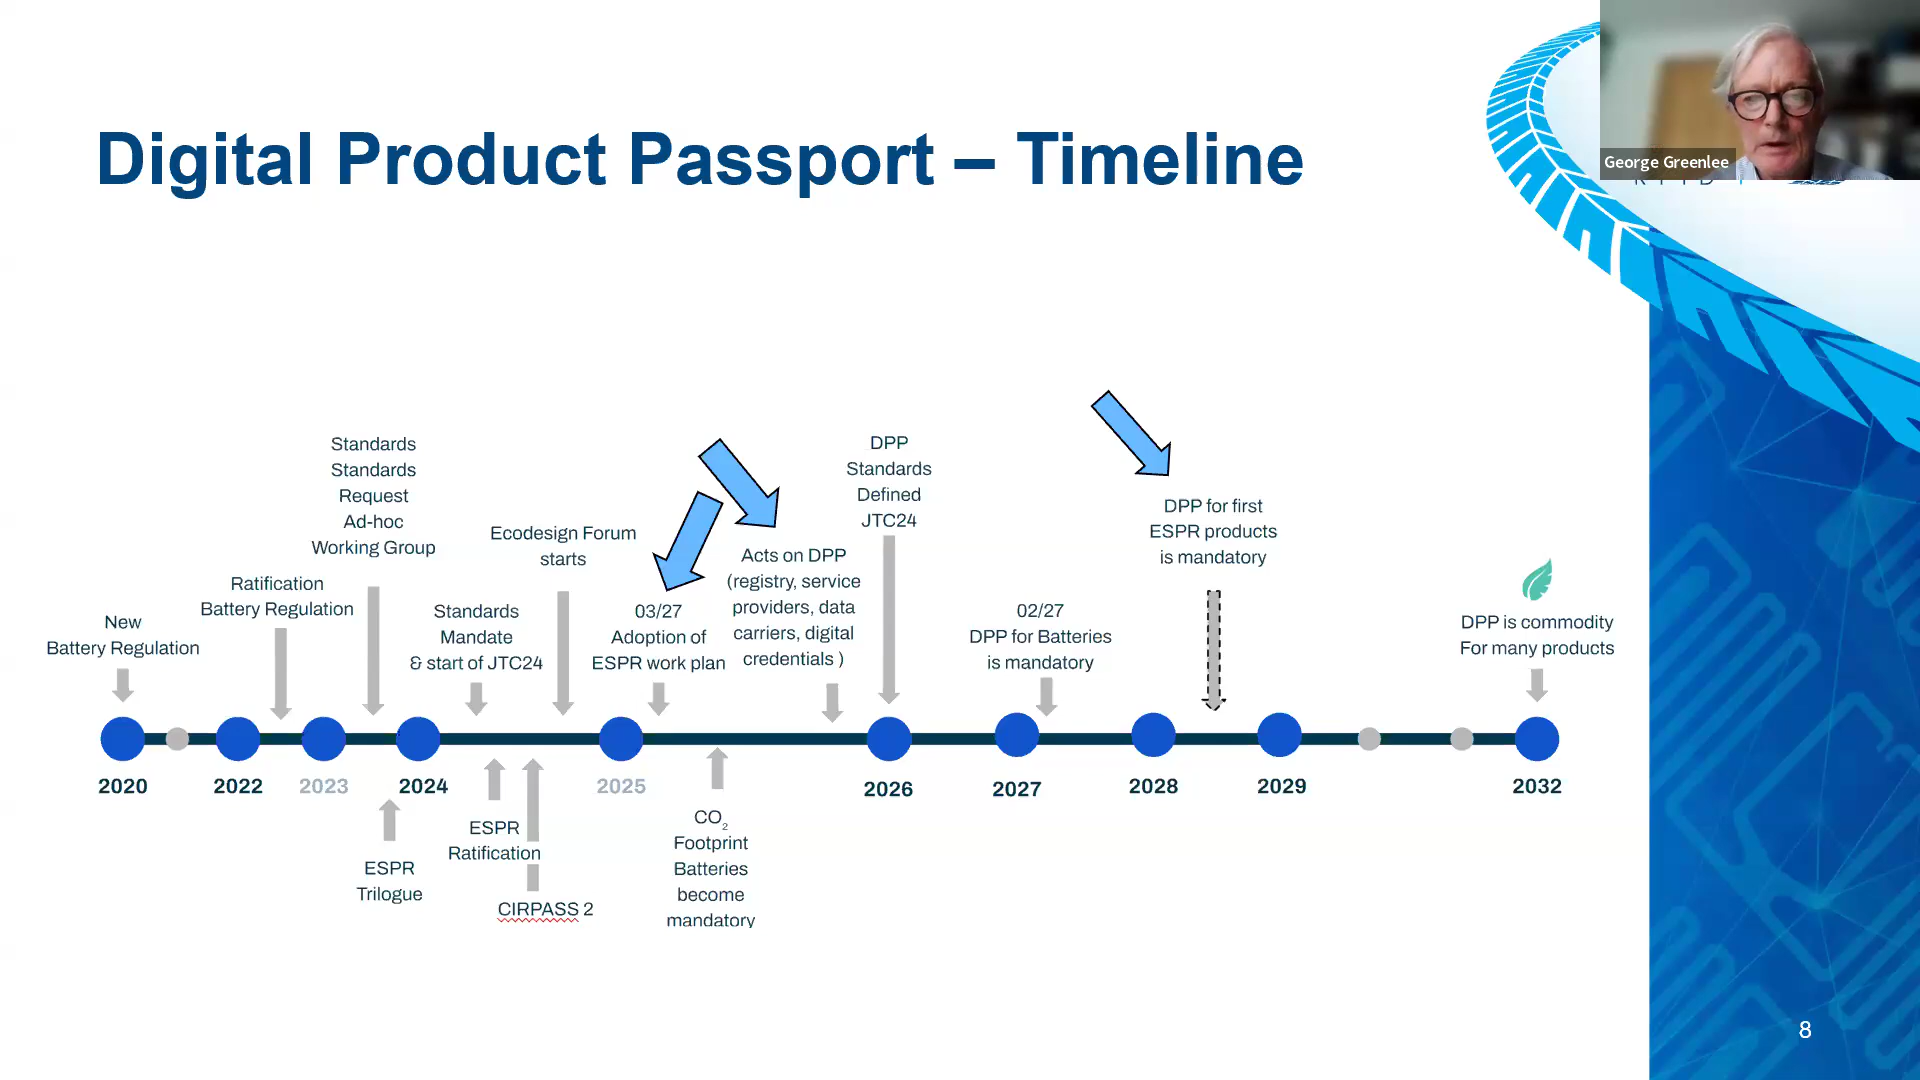 George Greenlee
Digital Product Passport – Timeline
Standards
Standards
Request
Ad-hoc
Working Group
DPP
Standards
Defined
JTC24
DPP for first
ESPR products
is mandatory
Ecodesign Forum
starts
Acts on DPP
(registry, service
providers, data
carriers, digital
credentials )
Ratification
Battery Regulation
New
Battery Regulation
Standards
Mandate
& start of JTC24
03/27
Adoption of
ESPR work plan
02/27
DPP for Batteries
is mandatory
DPP is commodity
For many products
2020
2022
2023
2024
2025
2026
2027
2028
2029
2032
ESPR
Trilogue
ESPR
Ratification
CIRPASS 2
CO2
Footprint
Batteries
become
mandatory
8